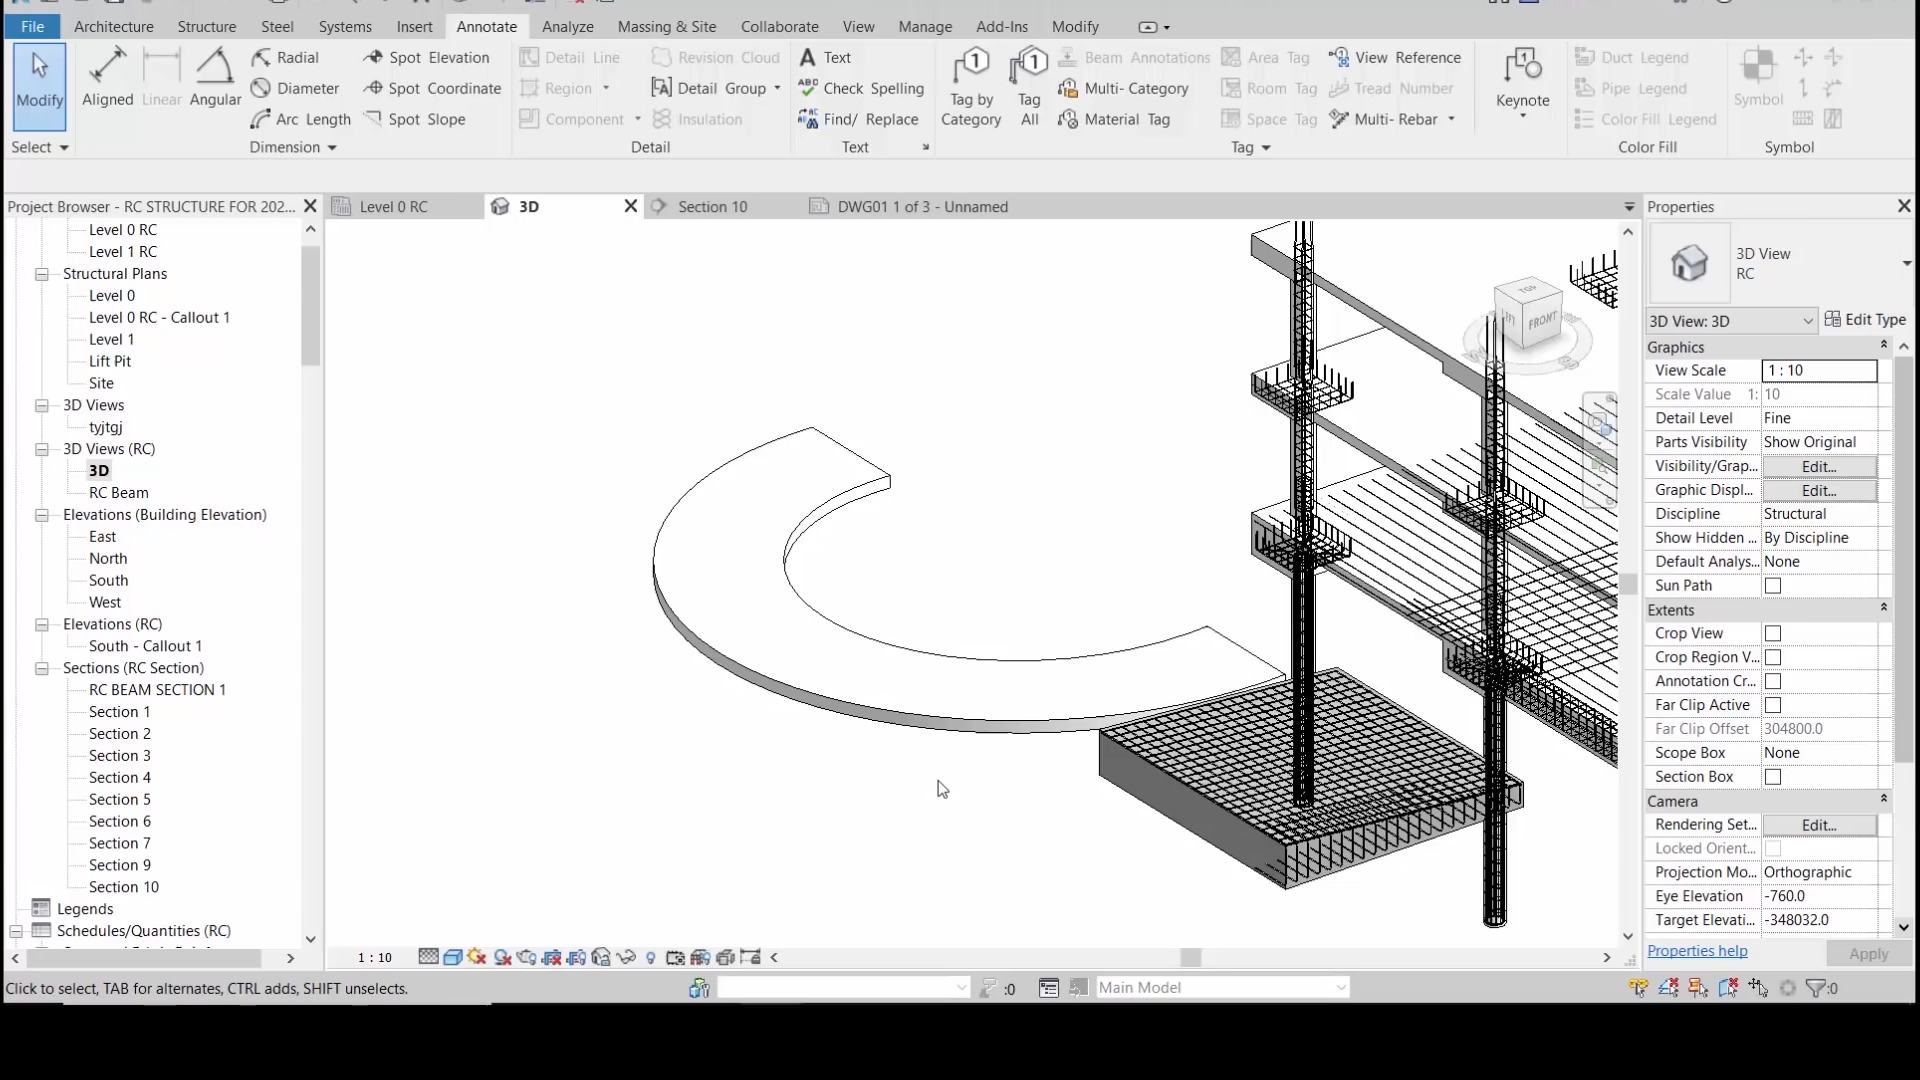 File Architecture Structure Steel Systems Insert Annotate Analyze Massing & Site Collaborate View Manage Add-Ins Modify
Modify
Select
Aligned
Linear
Angular
Radial
Diameter
Arc Length
Spot Elevation
Spot Coordinate
Spot Slope
Dimension
Detail Line
Region
Component
Revision Cloud
Detail Group
Insulation
Detail
A Text
ABC Check Spelling
Find/ Replace
Text
Tag by Category
Tag All
Beam Annotations
Multi- Category
Material Tag
Area Tag
Room Tag
Space Tag
View Reference
Tread Number
Multi- Rebar
Tag
Keynote
Duct Legend
Pipe Legend
Color Fill Legend
Color Fill
Symbol
Symbol
Project Browser - RC STRUCTURE FOR 202...
Level 0 RC
Level 1 RC
Structural Plans
Level 0
Level 0 RC - Callout 1
Level 1
Lift Pit
Site
3D Views
tyjtgj
3D Views (RC)
3D
RC Beam
Elevations (Building Elevation)
East
North
South
West
Elevations (RC)
South - Callout 1
Sections (RC Section)
RC BEAM SECTION 1
Section 1
Section 2
Section 3
Section 4
Section 5
Section 6
Section 7
Section 9
Section 10
Legends
Schedules/Quantities (RC)
Level 0 RC
3D
Section 10
DWG01 1 of 3 - Unnamed
TOP
FRONT
1 : 10
Properties
3D View
RC
3D View: 3D
Edit Type
Graphics
View Scale 1 : 10
Scale Value 1: 10
Detail Level Fine
Parts Visibility Show Original
Visibility/Grap... Edit...
Graphic Displ... Edit...
Discipline Structural
Show Hidden ... By Discipline
Default Analys... None
Sun Path
Extents
Crop View
Crop Region V...
Annotation Cr...
Far Clip Active
Far Clip Offset 304800.0
Scope Box None
Section Box
Camera
Rendering Set... Edit...
Locked Orient...
Projection Mo... Orthographic
Eye Elevation -760.0
Target Elevati... -348032.0
Properties help
Apply
Click to select, TAB for alternates, CTRL adds, SHIFT unselects.
:0
Main Model
:0